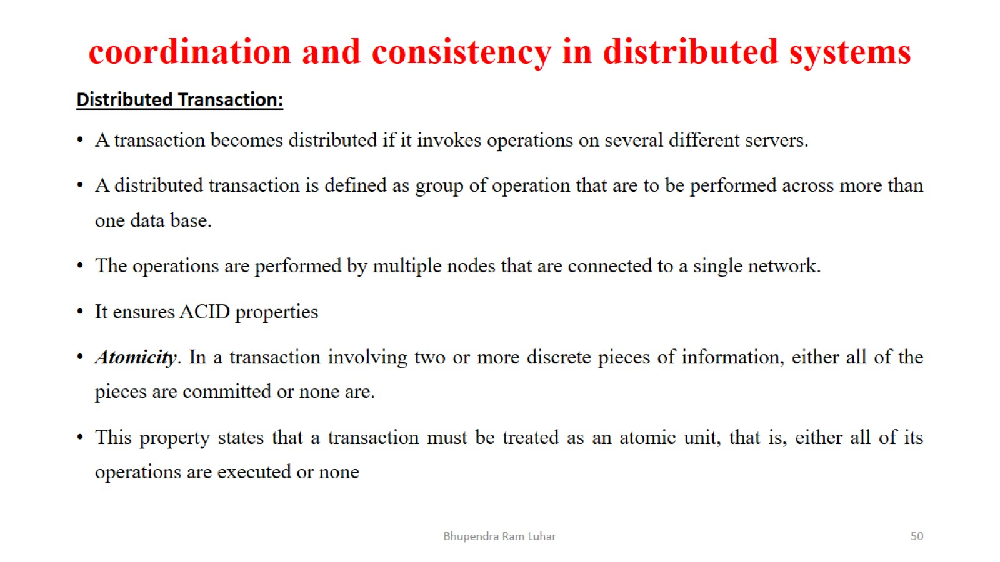 coordination and consistency in distributed systems
Distributed Transaction:
• A transaction becomes distributed if it invokes operations on several different servers.
• A distributed transaction is defined as group of operation that are to be performed across more than
one data base.
• The operations are performed by multiple nodes that are connected to a single network.
• It ensures ACID properties
• Atomicity. In a transaction involving two or more discrete pieces of information, either all of the
pieces are committed or none are.
• This property states that a transaction must be treated as an atomic unit, that is, either all of its
operations are executed or none
Bhupendra Ram Luhar
50